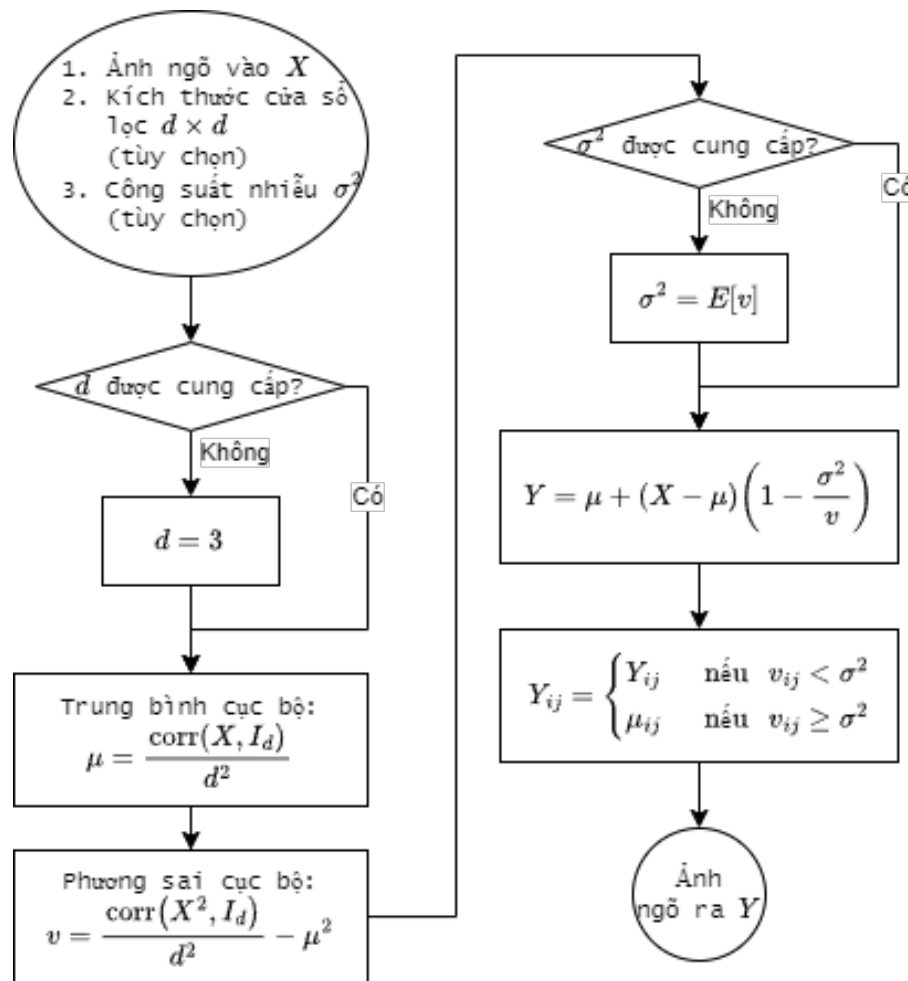 1. Ảnh ngõ vào X
2. Kích thước cửa sổ
lọc d × d
(tùy chọn)
3. Công suất nhiễu σ²
(tùy chọn)
d được cung cấp?
Không
Có
d = 3
Trung bình cục bộ:
μ = corr(X, I_d) / d²
Phương sai cục bộ:
v = corr(X², I_d) / d² − μ²
σ² được cung cấp?
Không
Có
σ² = E[v]
Y = μ + (X − μ)(1 − σ²/v)
Y_ij = { Y_ij nếu v_ij < σ²
μ_ij nếu v_ij ≥ σ²
Ảnh
ngõ ra Y